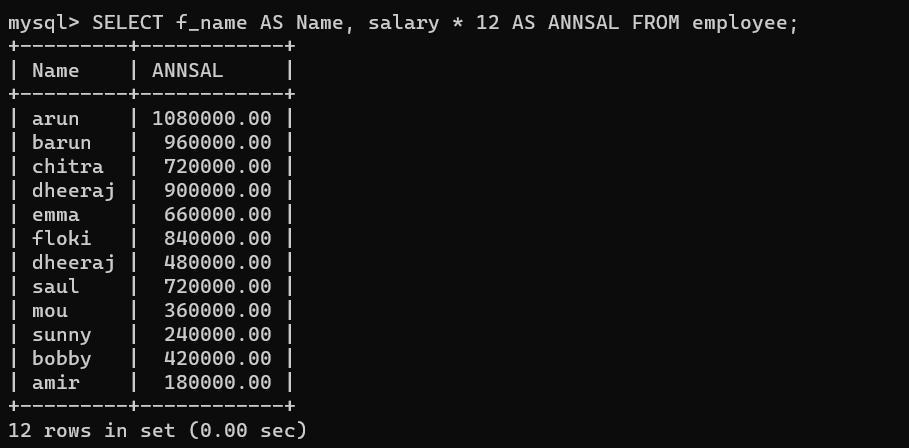 mysql> SELECT f_name AS Name, salary * 12 AS ANNSAL FROM employee;
+---------+------------+
| Name    | ANNSAL     |
+---------+------------+
| arun    | 1080000.00 |
| barun   |  960000.00 |
| chitra  |  720000.00 |
| dheeraj |  900000.00 |
| emma    |  660000.00 |
| floki   |  840000.00 |
| dheeraj |  480000.00 |
| saul    |  720000.00 |
| mou     |  360000.00 |
| sunny   |  240000.00 |
| bobby   |  420000.00 |
| amir    |  180000.00 |
+---------+------------+
12 rows in set (0.00 sec)